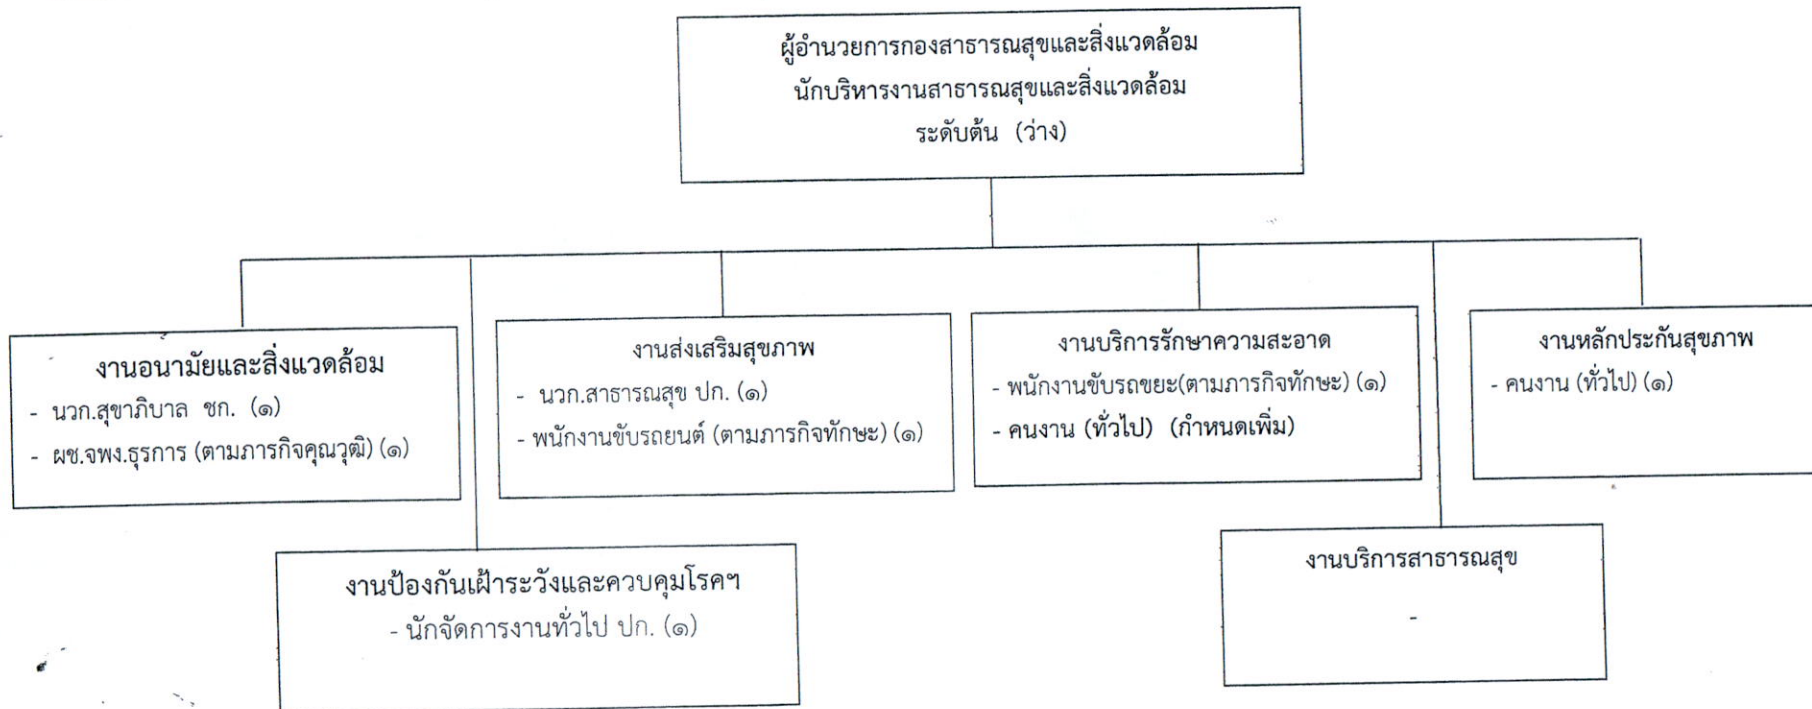 ผู้อำนวยการกองสาธารณสุขและสิ่งแวดล้อม
นักบริหารงานสาธารณสุขและสิ่งแวดล้อม
ระดับต้น (ว่าง)
งานอนามัยและสิ่งแวดล้อม
- นวก.สุขาภิบาล ชก. (๑)
- ผช.จพง.ธุรการ (ตามภารกิจคุณวุฒิ) (๑)
งานส่งเสริมสุขภาพ
- นวก.สาธารณสุข ปก. (๑)
- พนักงานขับรถยนต์ (ตามภารกิจทักษะ) (๑)
งานบริการรักษาความสะอาด
- พนักงานขับรถขยะ(ตามภารกิจทักษะ) (๑)
- คนงาน (ทั่วไป) (กำหนดเพิ่ม)
งานหลักประกันสุขภาพ
- คนงาน (ทั่วไป) (๑)
งานป้องกันเฝ้าระวังและควบคุมโรคฯ
- นักจัดการงานทั่วไป ปก. (๑)
งานบริการสาธารณสุข
-